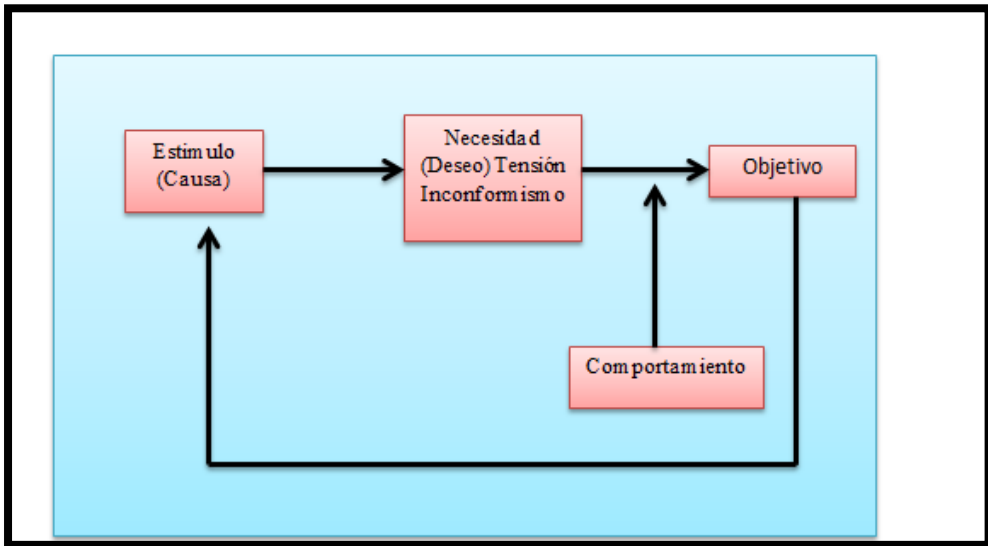 Estimulo
(Causa)
Necesidad
(Deseo) Tensión
Inconformismo
Objetivo
Comportamiento